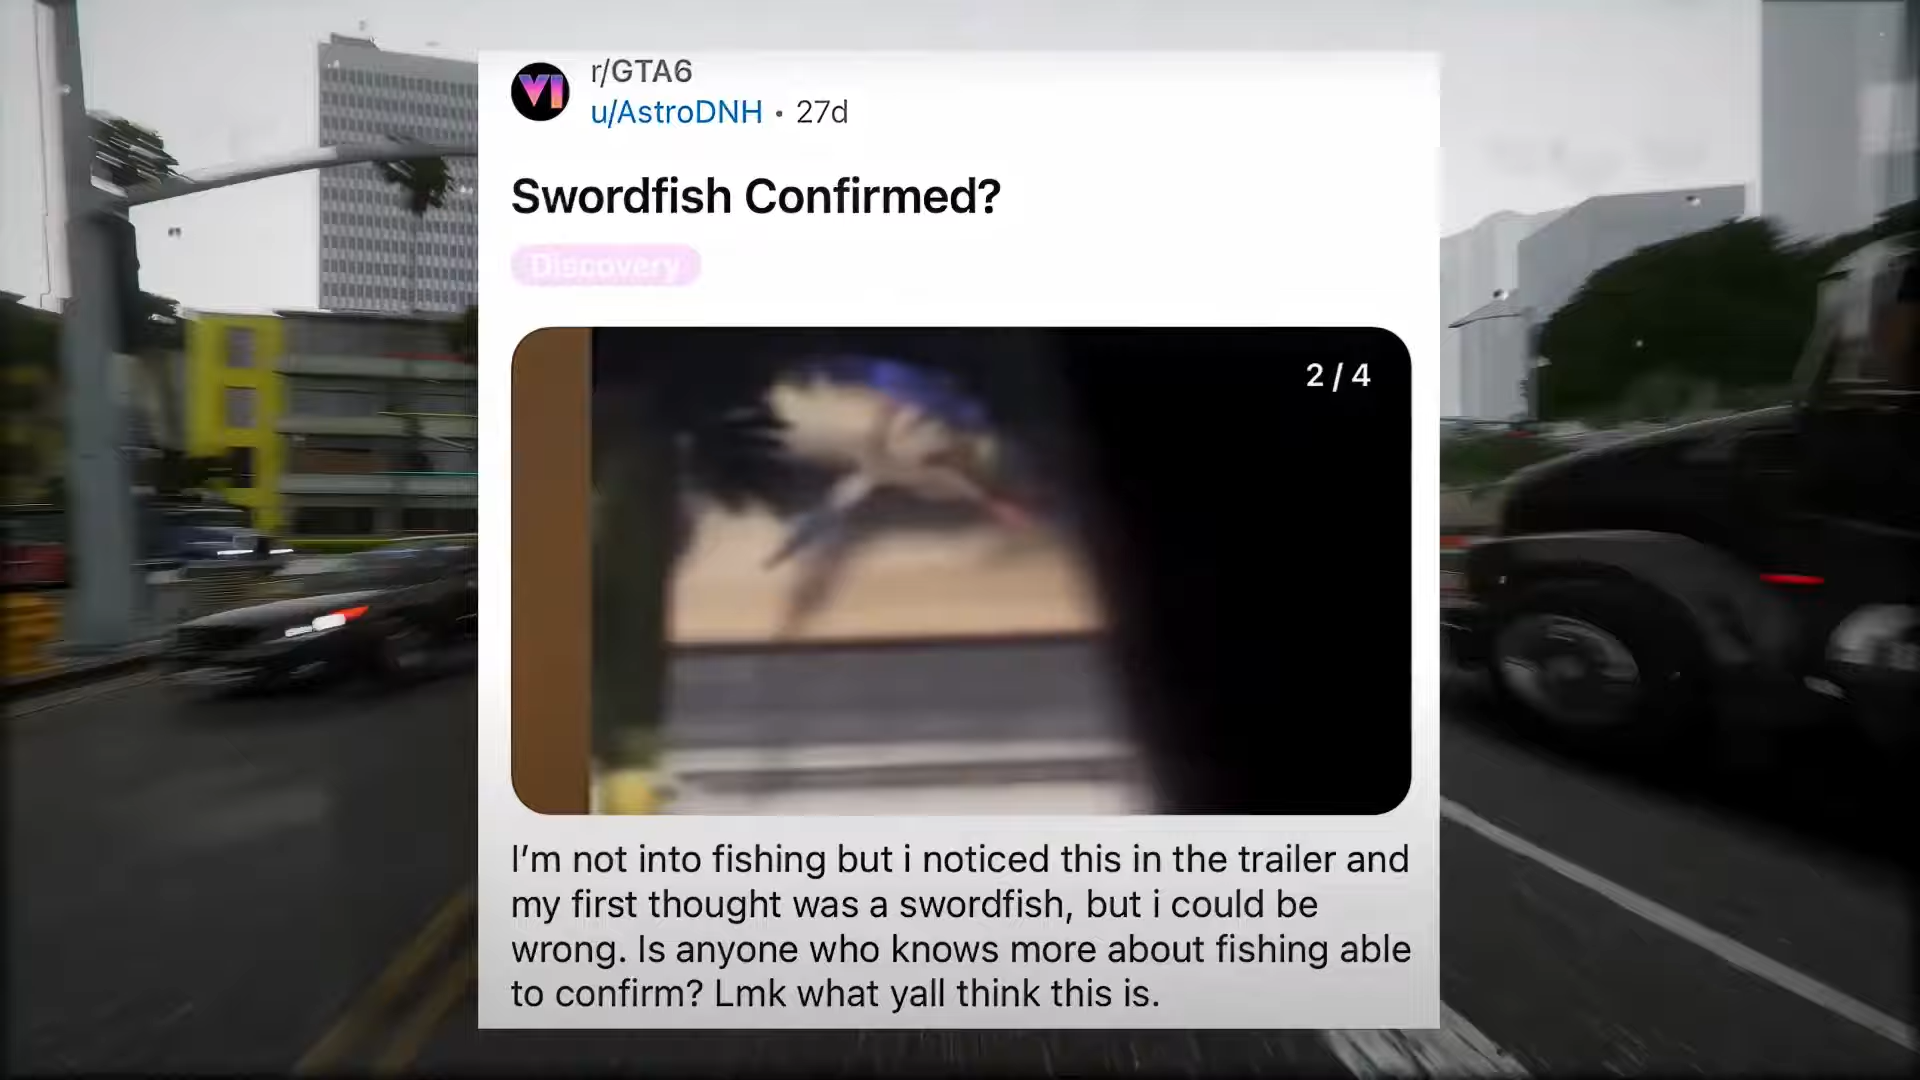 VI
r/GTA6
u/AstroDNH · 27d
Swordfish Confirmed?
Discovery
2 / 4
I'm not into fishing but i noticed this in the trailer and
my first thought was a swordfish, but i could be
wrong. Is anyone who knows more about fishing able
to confirm? Lmk what yall think this is.